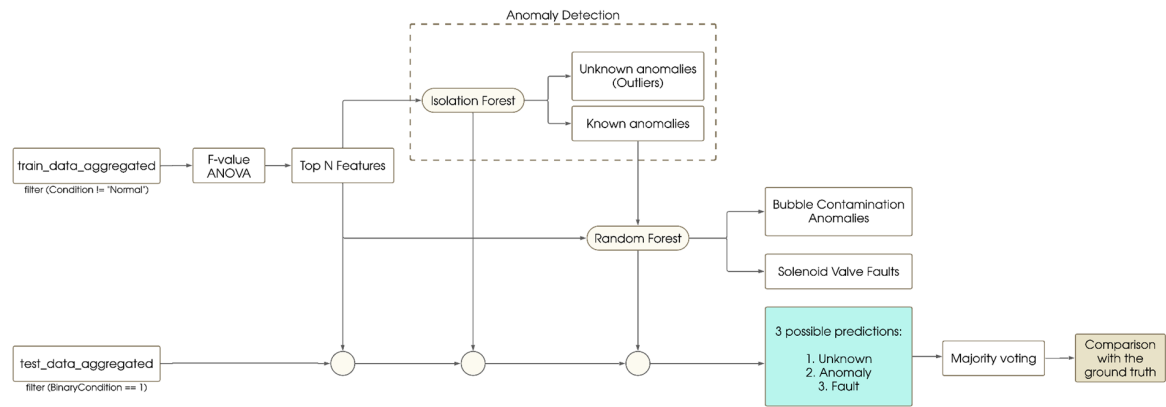 Anomaly Detection
Unknown anomalies
(Outliers)
Isolation Forest
Known anomalies
train_data_aggregated
filter (Condition != "Normal")
F-value
ANOVA
Top N Features
Bubble Contamination
Anomalies
Random Forest
Solenoid Valve Faults
3 possible predictions:
1. Unknown
2. Anomaly
3. Fault
test_data_aggregated
filter (BinaryCondition == 1)
Majority voting
Comparison
with the
ground truth